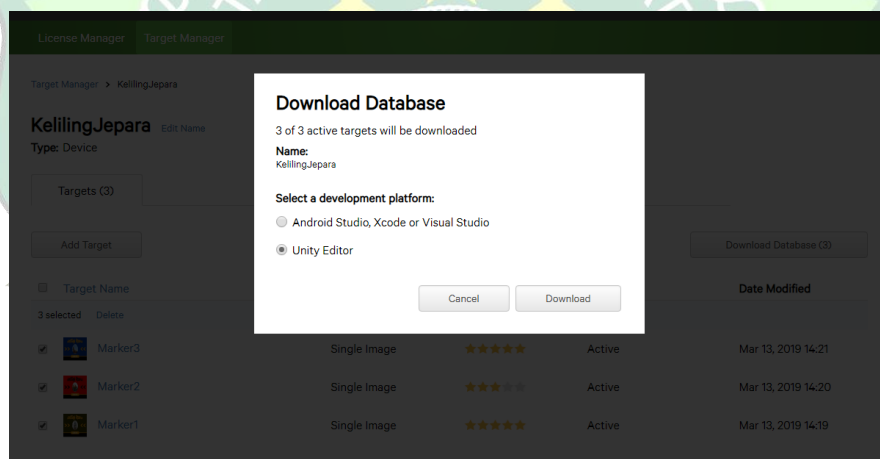 License Manager Target Manager
Target Manager > KelilingJepara
KelilingJepara Edit Name
Type: Device
Targets (3)
Add Target
Download Database (3)
Target Name
Date Modified
3 selected Delete
Marker3 Single Image Active Mar 13, 2019 14:21
Marker2 Single Image Active Mar 13, 2019 14:20
Marker1 Single Image Active Mar 13, 2019 14:19
Download Database
3 of 3 active targets will be downloaded
Name:
KelilingJepara
Select a development platform:
Android Studio, Xcode or Visual Studio
Unity Editor
Cancel Download